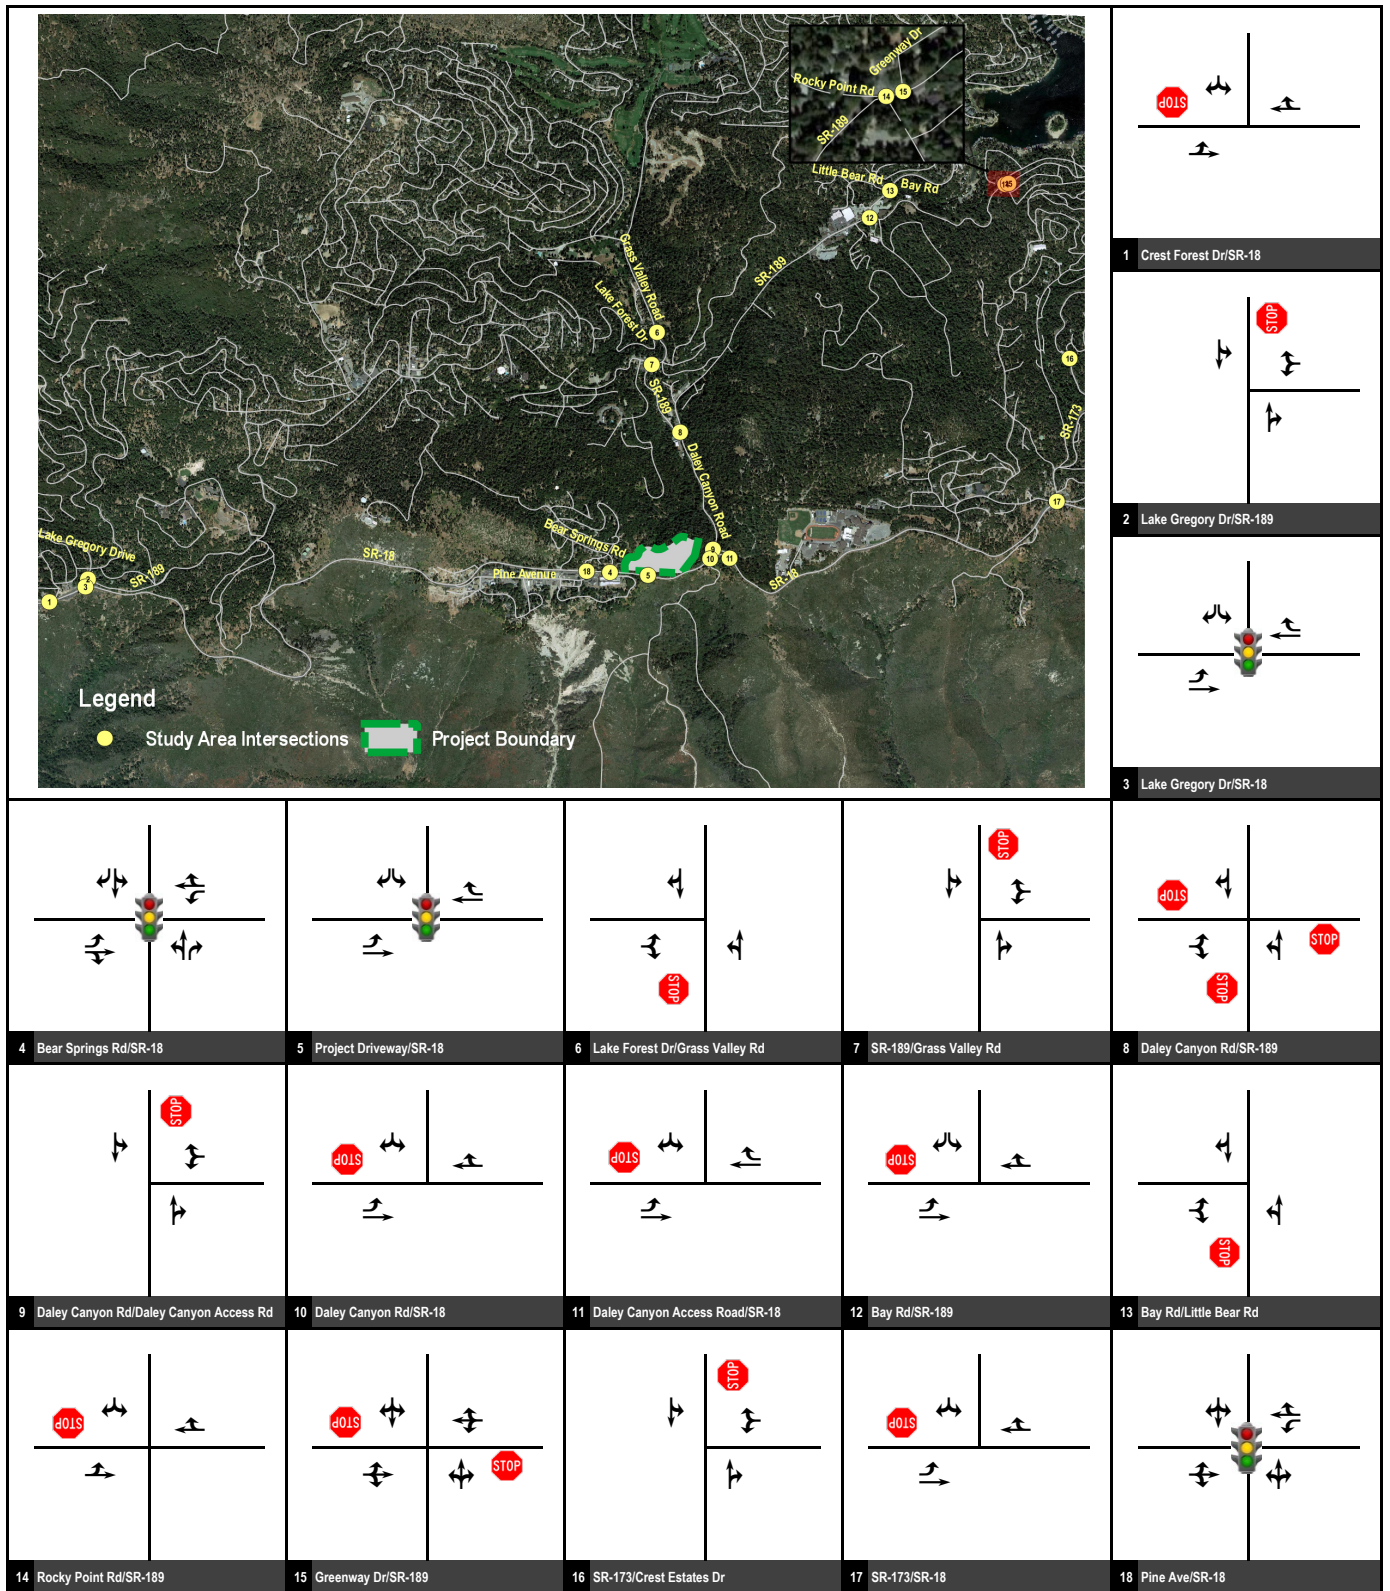 Greenway Dr
Rocky Point Rd
14
15
SR-189
Little Bear Rd
Bay Rd
13
12
SR-189
Grass Valley Road
Lake Forest Dr
6
7
SR-189
8
Daley Canyon Road
16
SR-173
17
Lake Gregory Drive
2
3
1
SR-189
SR-18
Bear Springs Rd
Pine Avenue
18
4
5
9
10
11
SR-18
Legend
Study Area Intersections
Project Boundary
STOP
1 Crest Forest Dr/SR-18
STOP
2 Lake Gregory Dr/SR-189
3 Lake Gregory Dr/SR-18
4 Bear Springs Rd/SR-18
5 Project Driveway/SR-18
STOP
6 Lake Forest Dr/Grass Valley Rd
STOP
7 SR-189/Grass Valley Rd
STOP
STOP
STOP
8 Daley Canyon Rd/SR-189
STOP
9 Daley Canyon Rd/Daley Canyon Access Rd
STOP
10 Daley Canyon Rd/SR-18
STOP
11 Daley Canyon Access Road/SR-18
STOP
12 Bay Rd/SR-189
STOP
13 Bay Rd/Little Bear Rd
STOP
14 Rocky Point Rd/SR-189
STOP
STOP
15 Greenway Dr/SR-189
STOP
16 SR-173/Crest Estates Dr
STOP
17 SR-173/SR-18
18 Pine Ave/SR-18